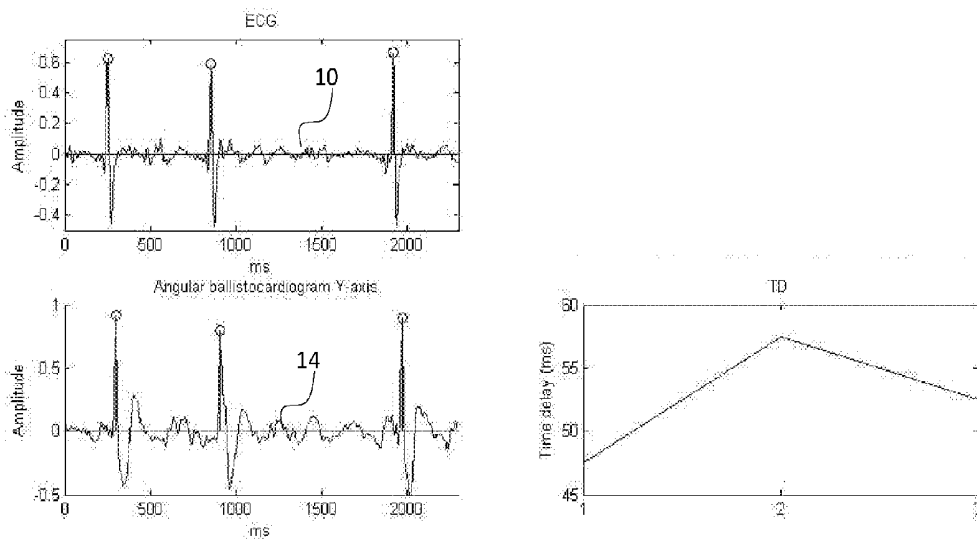 ECG
0.6
0.4
0.2
0
-0.2
-0.4
Amplitude
10
0 500 1000 1500 2000
ms
Angular ballistocardiogram Y-axis
1
0.5
0
-0.5
Amplitude
14
0 500 1000 1500 2000
ms
TD
60
55
50
45
Time delay (ms)
1 2